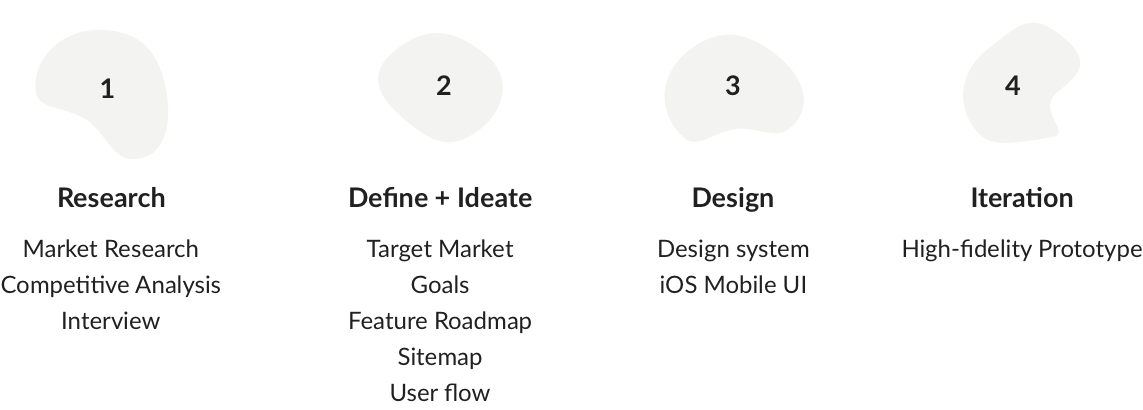 1
Research
Market Research
Competitive Analysis
Interview
2
Define + Ideate
Target Market
Goals
Feature Roadmap
Sitemap
User flow
3
Design
Design system
iOS Mobile UI
4
Iteration
High-fidelity Prototype